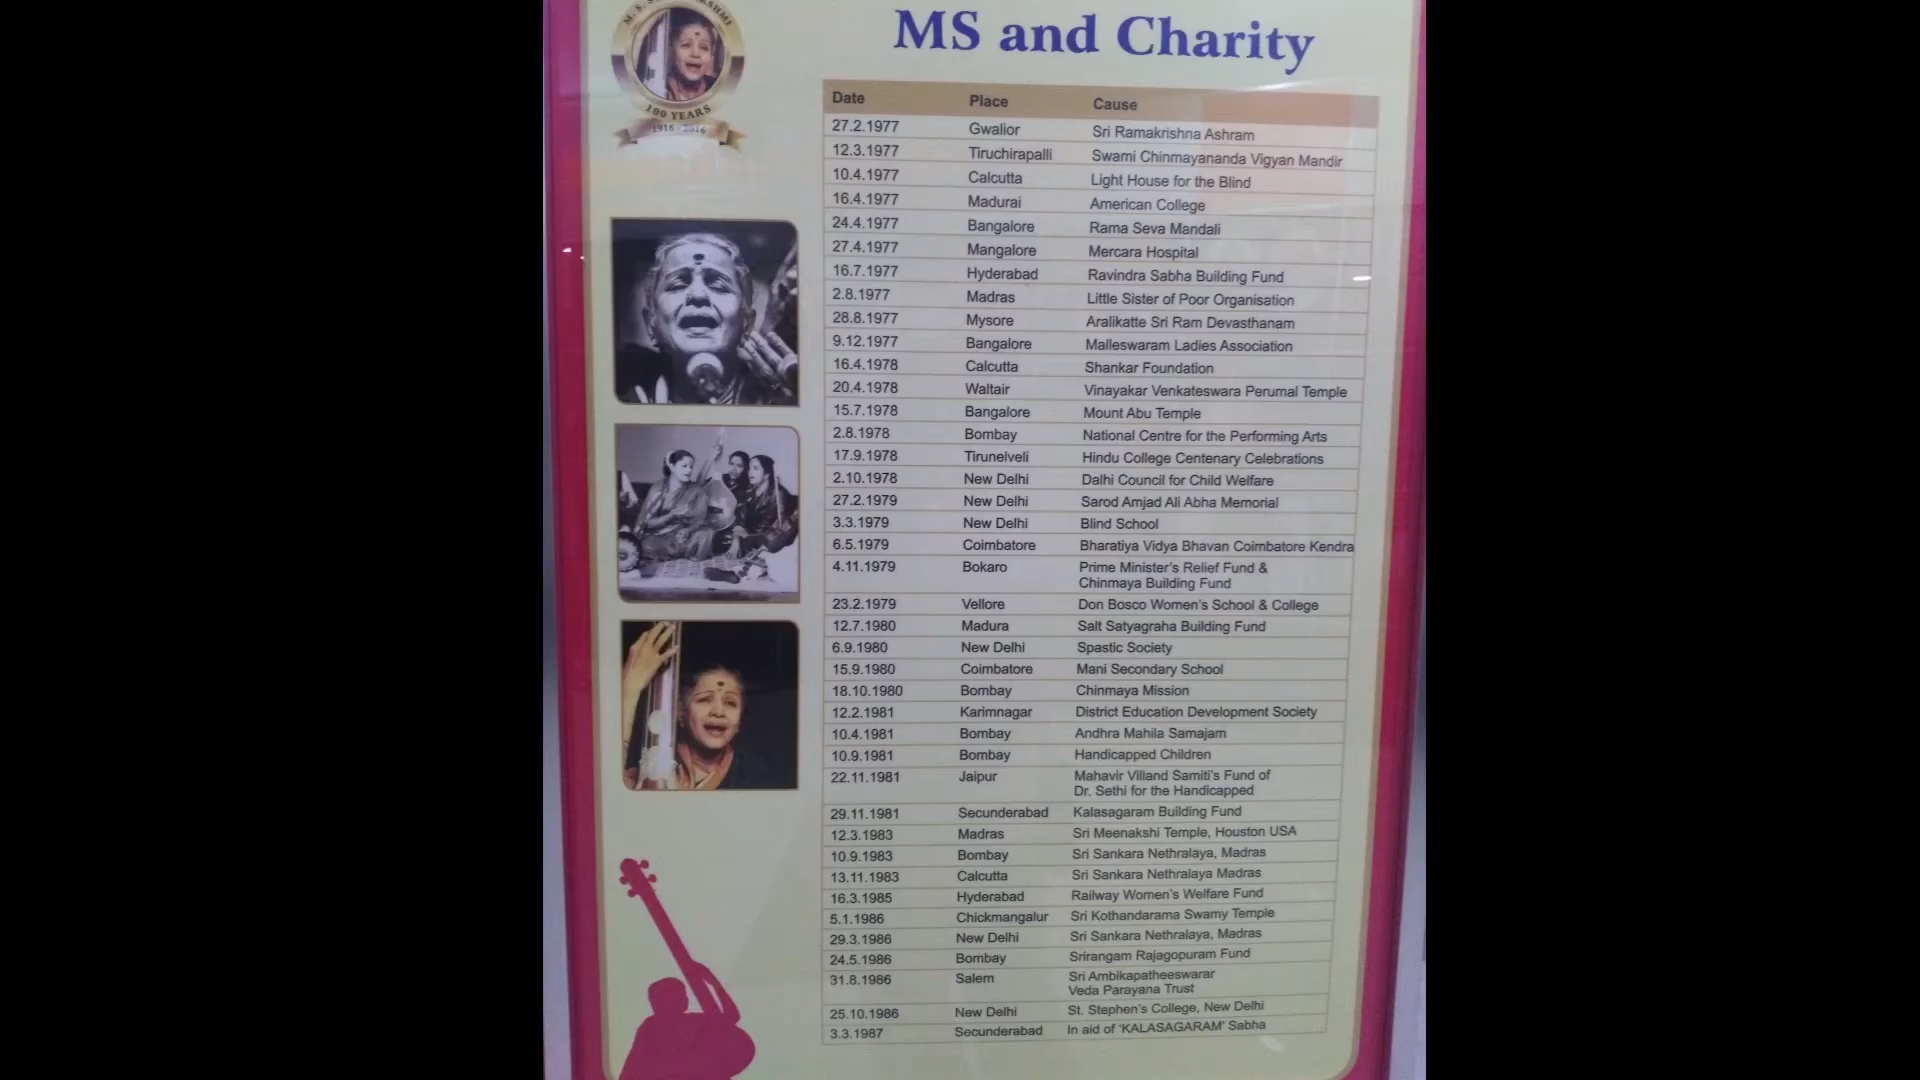 MS and Charity
100 YEARS
1916 2016
Date Place Cause
27.2.1977 Gwalior Sri Ramakrishna Ashram
12.3.1977 Tiruchirapalli Swami Chinmayananda Vigyan Mandir
10.4.1977 Calcutta Light House for the Blind
16.4.1977 Madurai American College
24.4.1977 Bangalore Rama Seva Mandali
27.4.1977 Mangalore Mercara Hospital
16.7.1977 Hyderabad Ravindra Sabha Building Fund
2.8.1977 Madras Little Sister of Poor Organisation
28.8.1977 Mysore Aralikatte Sri Ram Devasthanam
9.12.1977 Bangalore Malleswaram Ladies Association
16.4.1978 Calcutta Shankar Foundation
20.4.1978 Waltair Vinayakar Venkateswara Perumal Temple
15.7.1978 Bangalore Mount Abu Temple
2.8.1978 Bombay National Centre for the Performing Arts
17.9.1978 Tirunelveli Hindu College Centenary Celebrations
2.10.1978 New Delhi Dalhi Council for Child Welfare
27.2.1979 New Delhi Sarod Amjad Ali Abha Memorial
3.3.1979 New Delhi Blind School
6.5.1979 Coimbatore Bharatiya Vidya Bhavan Coimbatore Kendra
4.11.1979 Bokaro Prime Minister's Relief Fund &
Chinmaya Building Fund
23.2.1979 Vellore Don Bosco Women's School & College
12.7.1980 Madura Salt Satyagraha Building Fund
6.9.1980 New Delhi Spastic Society
15.9.1980 Coimbatore Mani Secondary School
18.10.1980 Bombay Chinmaya Mission
12.2.1981 Karimnagar District Education Development Society
10.4.1981 Bombay Andhra Mahila Samajam
10.9.1981 Bombay Handicapped Children
22.11.1981 Jaipur Mahavir Villand Samiti's Fund of
Dr. Sethi for the Handicapped
29.11.1981 Secunderabad Kalasagaram Building Fund
12.3.1983 Madras Sri Meenakshi Temple, Houston USA
10.9.1983 Bombay Sri Sankara Nethralaya, Madras
13.11.1983 Calcutta Sri Sankara Nethralaya Madras
16.3.1985 Hyderabad Railway Women's Welfare Fund
5.1.1986 Chickmangalur Sri Kothandarama Swamy Temple
29.3.1986 New Delhi Sri Sankara Nethralaya, Madras
24.5.1986 Bombay Srirangam Rajagopuram Fund
31.8.1986 Salem Sri Ambikapatheeswarar
Veda Parayana Trust
25.10.1986 New Delhi St. Stephen's College, New Delhi
3.3.1987 Secunderabad In aid of 'KALASAGARAM' Sabha